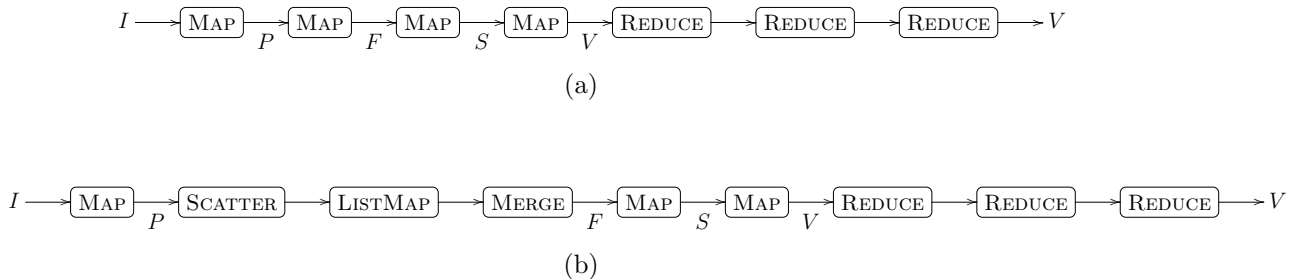 I MAP P MAP F MAP S MAP V REDUCE REDUCE REDUCE V
(a)
I MAP P SCATTER LISTMAP MERGE F MAP S MAP V REDUCE REDUCE REDUCE V
(b)